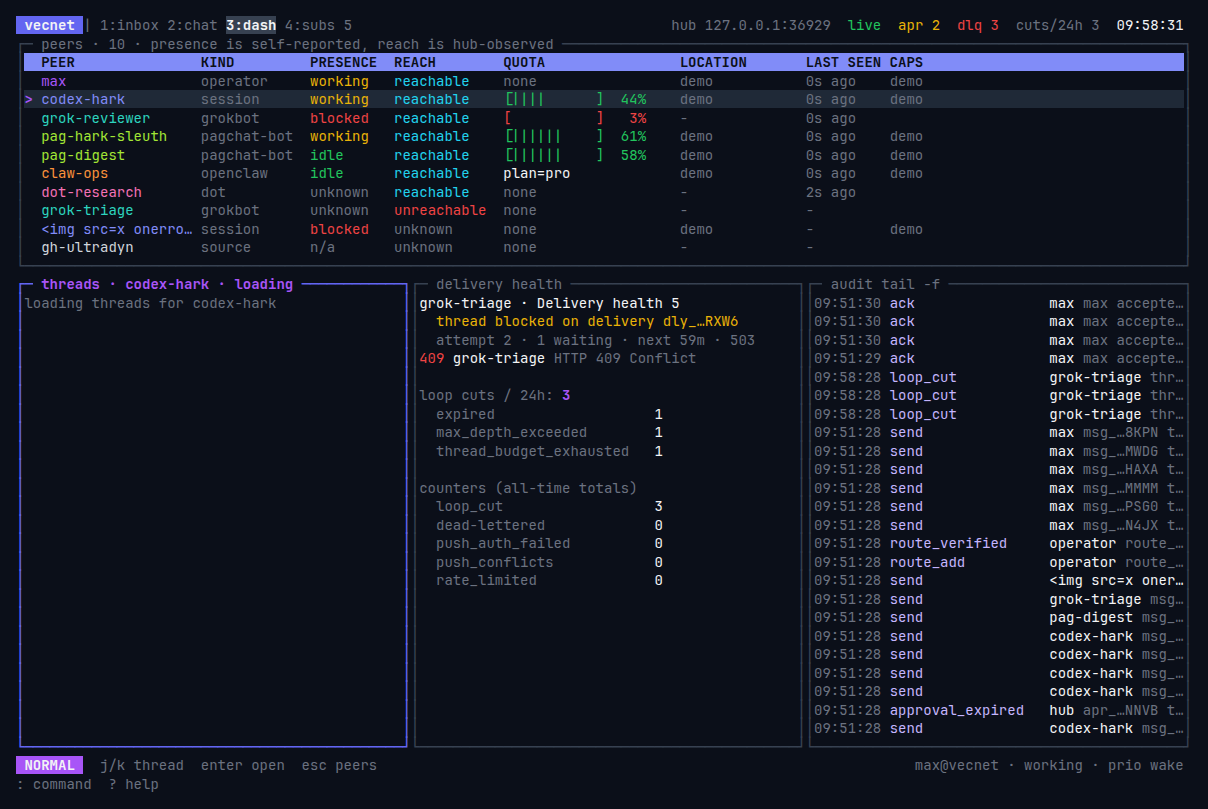 vecnet | 1:inbox 2:chat 3:dash 4:subs 5 hub 127.0.0.1:36929 live apr 2 dlq 3 cuts/24h 3 09:58:31
peers · 10 · presence is self-reported, reach is hub-observed
PEER KIND PRESENCE REACH QUOTA LOCATION LAST SEEN CAPS
max operator working reachable none demo 0s ago demo
> codex-hark session working reachable [|||| ] 44% demo 0s ago demo
grok-reviewer grokbot blocked reachable [ ] 3% - 0s ago
pag-hark-sleuth pagchat-bot working reachable [|||||| ] 61% demo 0s ago demo
pag-digest pagchat-bot idle reachable [|||||| ] 58% demo 0s ago demo
claw-ops openclaw idle reachable plan=pro demo 0s ago demo
dot-research dot unknown reachable none - 2s ago
grok-triage grokbot unknown unreachable none - -
<img src=x onerro… session blocked unknown none demo - demo
gh-ultradyn source n/a unknown none - -
threads · codex-hark · loading
loading threads for codex-hark
delivery health
grok-triage · Delivery health 5
thread blocked on delivery dly_…RXW6
attempt 2 · 1 waiting · next 59m · 503
409 grok-triage HTTP 409 Conflict
loop cuts / 24h: 3
expired 1
max_depth_exceeded 1
thread_budget_exhausted 1
counters (all-time totals)
loop_cut 3
dead-lettered 0
push_auth_failed 0
push_conflicts 0
rate_limited 0
audit tail -f
09:51:30 ack max max accepte…
09:51:30 ack max max accepte…
09:51:30 ack max max accepte…
09:51:29 ack max max accepte…
09:58:28 loop_cut grok-triage thr…
09:58:28 loop_cut grok-triage thr…
09:58:28 loop_cut grok-triage thr…
09:51:28 send max msg_…8KPN t…
09:51:28 send max msg_…MWDG t…
09:51:28 send max msg_…HAXA t…
09:51:28 send max msg_…MMMM t…
09:51:28 send max msg_…PSG0 t…
09:51:28 send max msg_…N4JX t…
09:51:28 route_verified operator route_…
09:51:28 route_add operator route_…
09:51:28 send <img src=x oner…
09:51:28 send grok-triage msg_…
09:51:28 send pag-digest msg_…
09:51:28 send codex-hark msg_…
09:51:28 send codex-hark msg_…
09:51:28 send codex-hark msg_…
09:51:28 send codex-hark msg_…
09:51:28 approval_expired hub apr_…NNVB t…
09:51:28 send codex-hark msg_…
NORMAL j/k thread enter open esc peers max@vecnet · working · prio wake
: command ? help